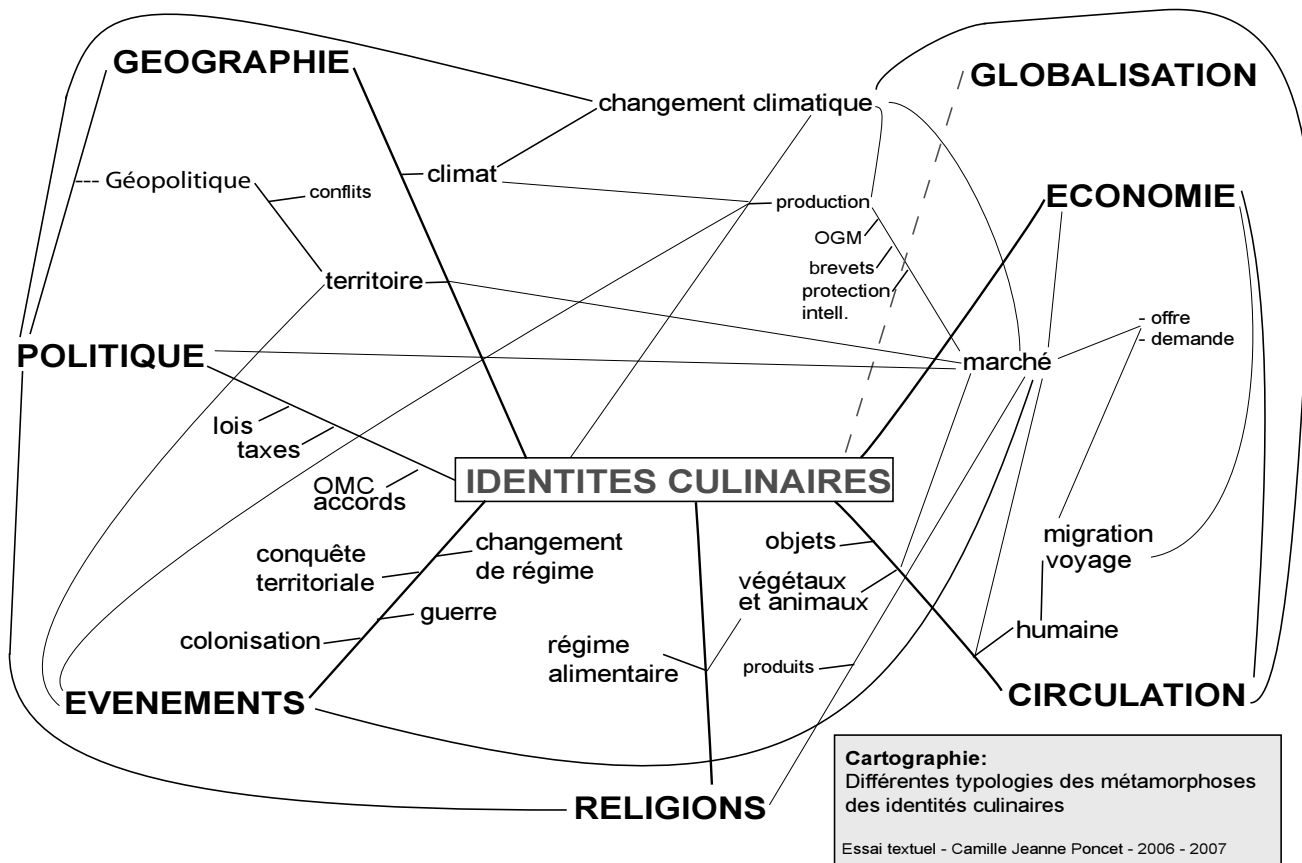 GEOGRAPHIE
GLOBALISATION
changement climatique
climat
--- Géopolitique
conflits
production
ECONOMIE
OGM
brevets
protection
intell.
territoire
- offre
- demande
POLITIQUE
marché
lois
taxes
OMC
accords
IDENTITES CULINAIRES
conquête
territoriale
changement
de régime
guerre
colonisation
objets
végétaux
et animaux
migration
voyage
régime
alimentaire
produits
humaine
EVENEMENTS
CIRCULATION
RELIGIONS
Cartographie:
Différentes typologies des métamorphoses
des identités culinaires
Essai textuel - Camille Jeanne Poncet - 2006 - 2007